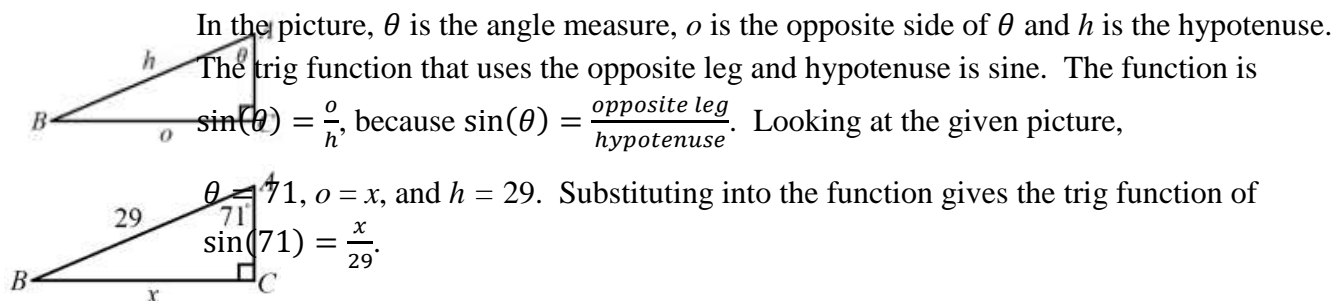 In the picture, θ is the angle measure, o is the opposite side of θ and h is the hypotenuse.
The trig function that uses the opposite leg and hypotenuse is sine.  The function is
sin(θ) = o/h, because sin(θ) = opposite leg/hypotenuse.  Looking at the given picture,
h
θ
B
o
θ = 71, o = x, and h = 29.  Substituting into the function gives the trig function of
sin(71) = x/29.
A
29
71°
B
x
C